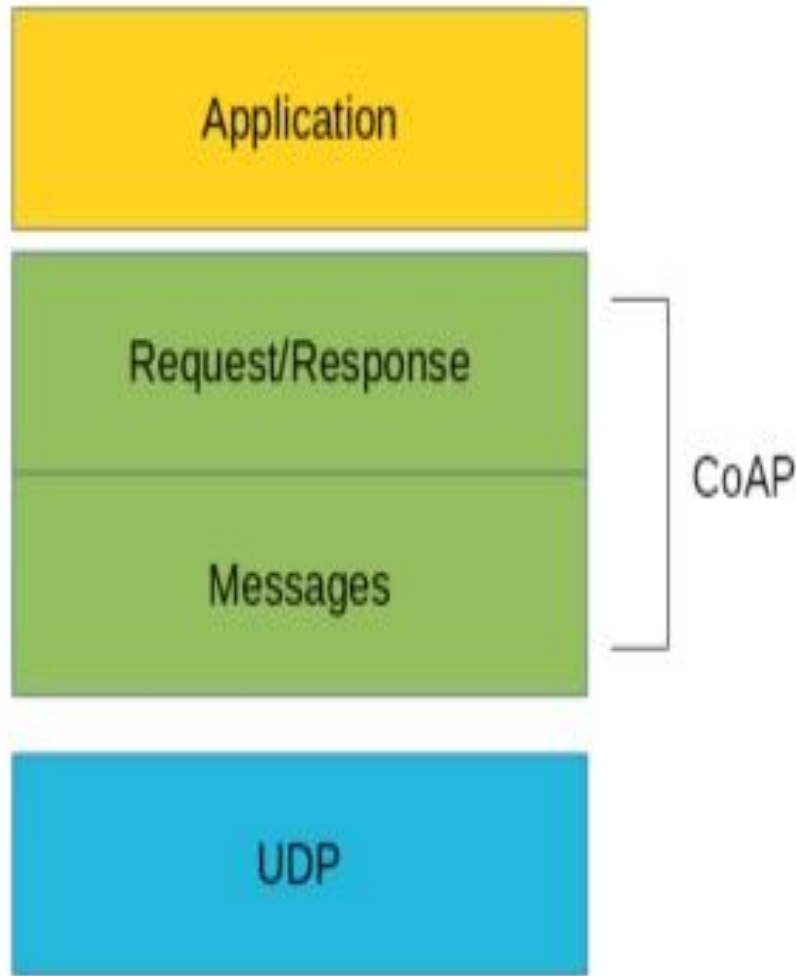 Application
Request/Response
CoAP
Messages
UDP